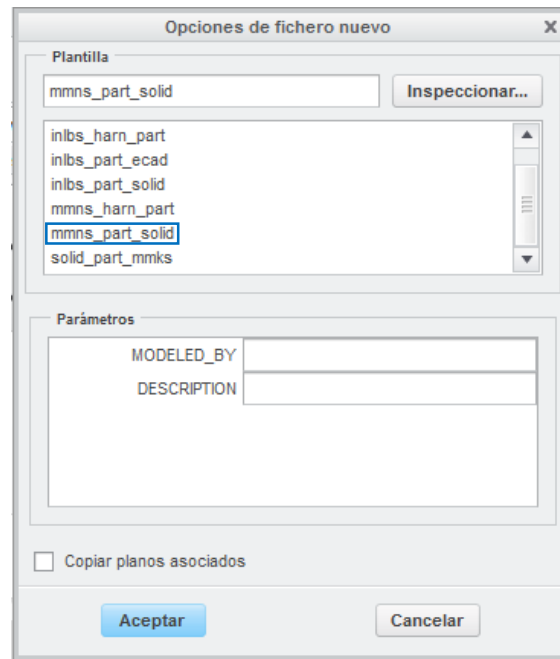 Opciones de fichero nuevo x
Plantilla
mmns_part_solid Inspeccionar...
inlbs_harn_part
inlbs_part_ecad
inlbs_part_solid
mmns_harn_part
mmns_part_solid
solid_part_mmks
Parámetros
MODELED_BY
DESCRIPTION
Copiar planos asociados
Aceptar Cancelar